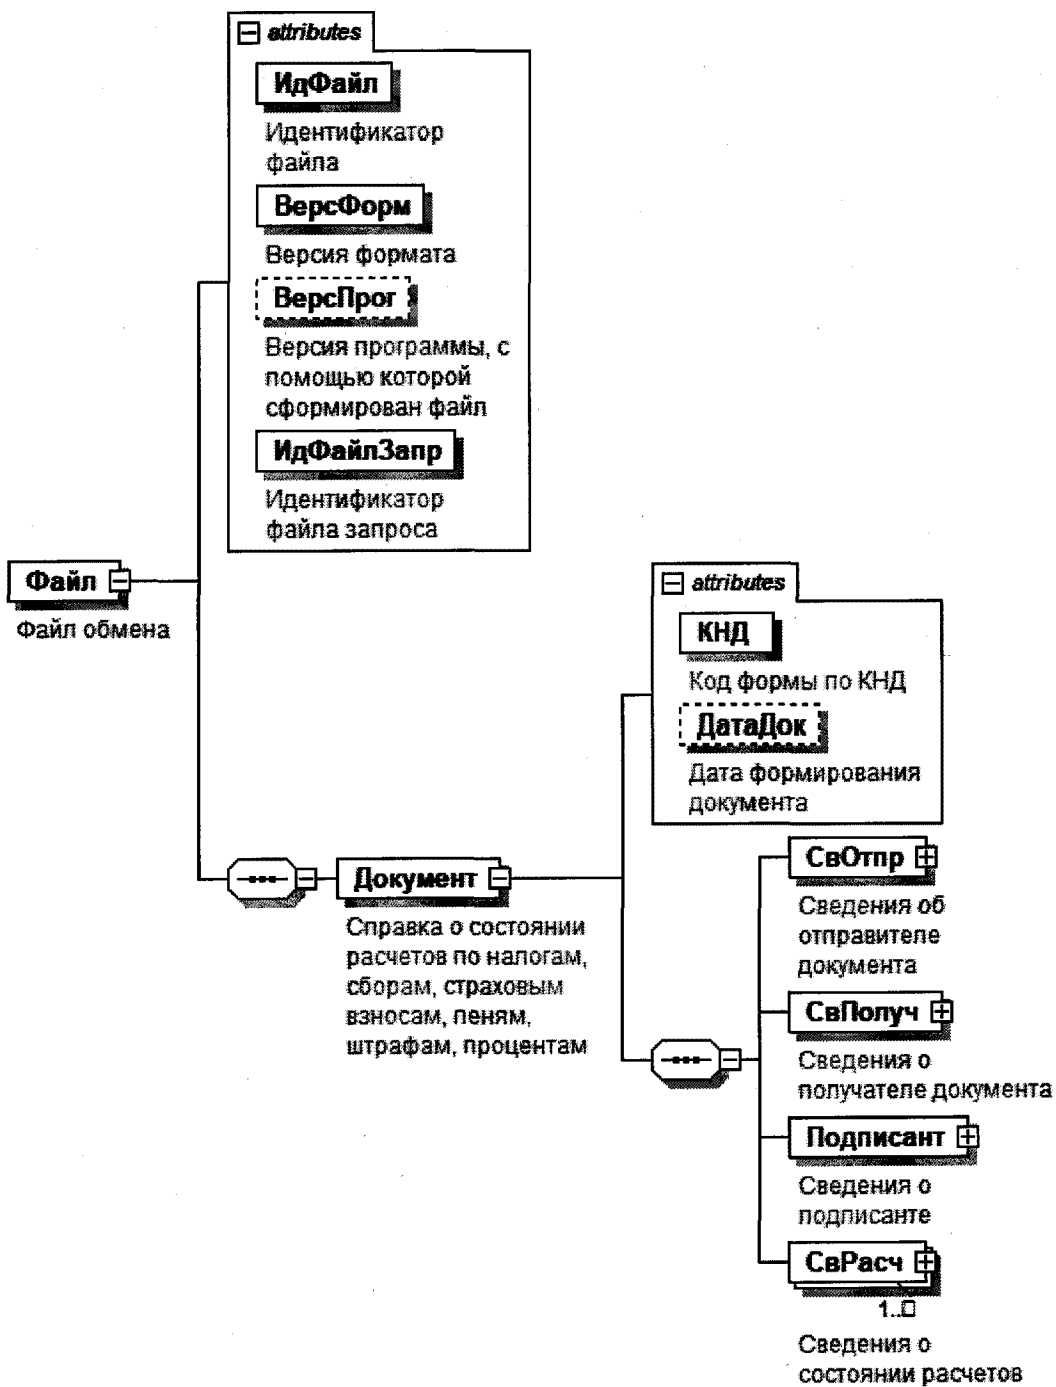 attributes
ИдФайл
Идентификатор
файла
ВерсФорм
Версия формата
ВерсПрог
Версия программы, с
помощью которой
сформирован файл
ИдФайлЗапр
Идентификатор
файла запроса
Файл
Файл обмена
attributes
КНД
Код формы по КНД
ДатаДок
Дата формирования
документа
Документ
Справка о состоянии
расчетов по налогам,
сборам, страховым
взносам, пеням,
штрафам, процентам
СвОтпр
Сведения об
отправителе
документа
СвПолуч
Сведения о
получателе документа
Подписант
Сведения о
подписанте
СвРасч
1..□
Сведения о
состоянии расчетов